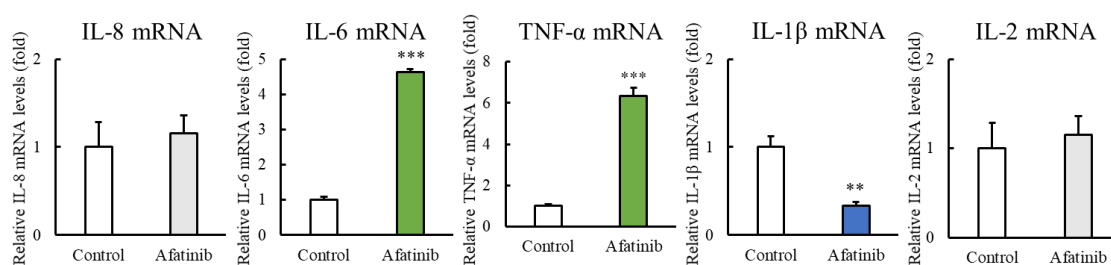 IL-8 mRNA
Relative IL-8 mRNA levels (fold)
2
1
0
Control Afatinib
IL-6 mRNA
Relative IL-6 mRNA levels (fold)
5
4
3
2
1
0
***
Control Afatinib
TNF-α mRNA
Relative TNF-α mRNA levels (fold)
8
6
4
2
0
***
Control Afatinib
IL-1β mRNA
Relative IL-1β mRNA levels (fold)
2
1
0
**
Control Afatinib
IL-2 mRNA
Relative IL-2 mRNA levels (fold)
2
1
0
Control Afatinib